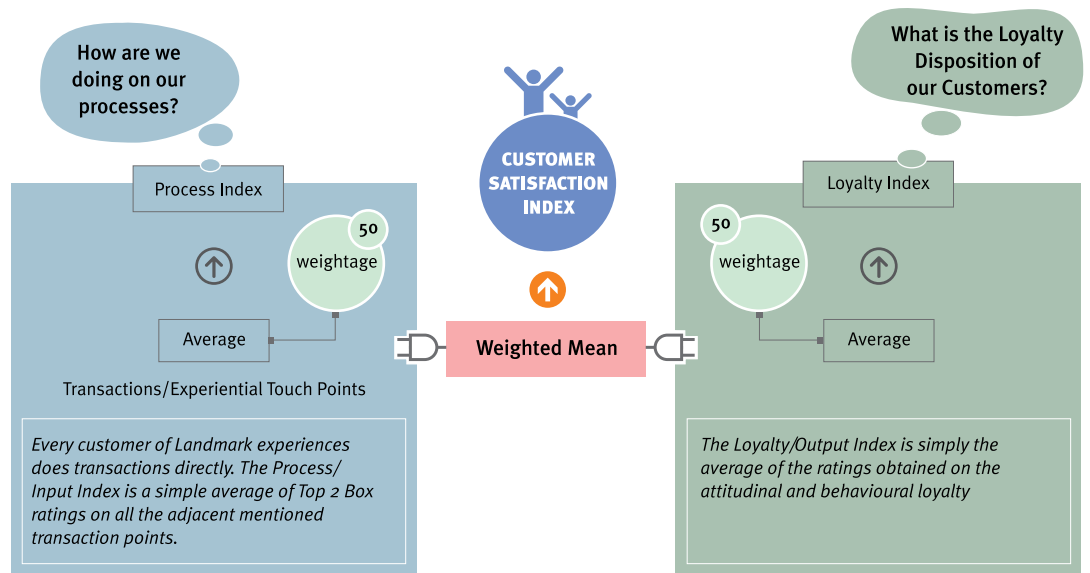 How are we
doing on our
processes?
Process Index
50
weightage
Average
Transactions/Experiential Touch Points
Every customer of Landmark experiences
does transactions directly. The Process/
Input Index is a simple average of Top 2 Box
ratings on all the adjacent mentioned
transaction points.
CUSTOMER
SATISFACTION
INDEX
Weighted Mean
What is the Loyalty
Disposition of
our Customers?
Loyalty Index
50
weightage
Average
The Loyalty/Output Index is simply the
average of the ratings obtained on the
attitudinal and behavioural loyalty